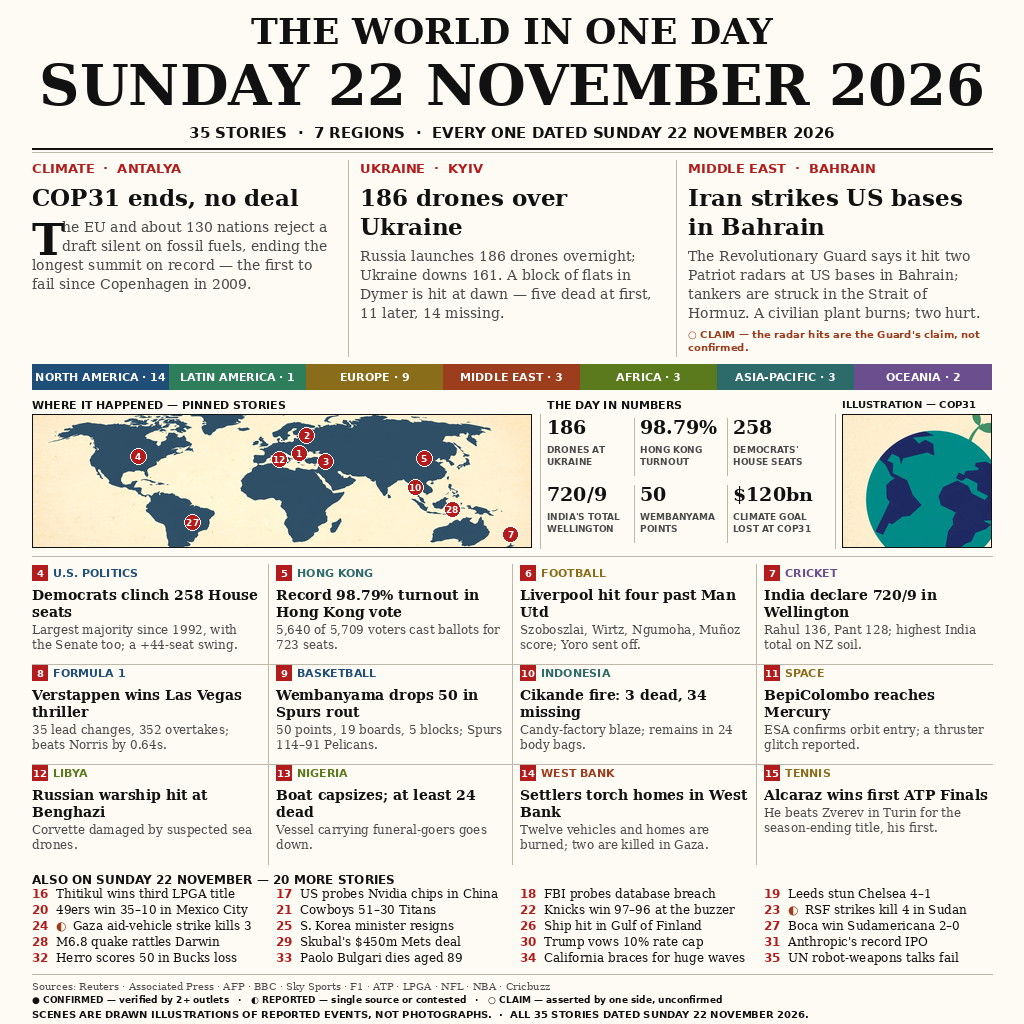 THE WORLD IN ONE DAY
SUNDAY 22 NOVEMBER 2026
35 STORIES · 7 REGIONS · EVERY ONE DATED SUNDAY 22 NOVEMBER 2026
CLIMATE · ANTALYA
COP31 ends, no deal
The EU and about 130 nations reject a
draft silent on fossil fuels, ending the
longest summit on record — the first to
fail since Copenhagen in 2009.
UKRAINE · KYIV
186 drones over
Ukraine
Russia launches 186 drones overnight;
Ukraine downs 161. A block of flats in
Dymer is hit at dawn — five dead at first,
11 later, 14 missing.
MIDDLE EAST · BAHRAIN
Iran strikes US bases
in Bahrain
The Revolutionary Guard says it hit two
Patriot radars at US bases in Bahrain;
tankers are struck in the Strait of
Hormuz. A civilian plant burns; two hurt.
○ CLAIM — the radar hits are the Guard's claim, not
confirmed.
NORTH AMERICA · 14
LATIN AMERICA · 1
EUROPE · 9
MIDDLE EAST · 3
AFRICA · 3
ASIA-PACIFIC · 3
OCEANIA · 2
WHERE IT HAPPENED — PINNED STORIES
4
2
1
12
3
5
10
28
27
7
THE DAY IN NUMBERS
186
DRONES AT
UKRAINE
98.79%
HONG KONG
TURNOUT
258
DEMOCRATS'
HOUSE SEATS
720/9
INDIA'S TOTAL
WELLINGTON
50
WEMBANYAMA
POINTS
$120bn
CLIMATE GOAL
LOST AT COP31
ILLUSTRATION — COP31
4 U.S. POLITICS
Democrats clinch 258 House
seats
Largest majority since 1992, with
the Senate too; a +44-seat swing.
5 HONG KONG
Record 98.79% turnout in
Hong Kong vote
5,640 of 5,709 voters cast ballots for
723 seats.
6 FOOTBALL
Liverpool hit four past Man
Utd
Szoboszlai, Wirtz, Ngumoha, Muñoz
score; Yoro sent off.
7 CRICKET
India declare 720/9 in
Wellington
Rahul 136, Pant 128; highest India
total on NZ soil.
8 FORMULA 1
Verstappen wins Las Vegas
thriller
35 lead changes, 352 overtakes;
beats Norris by 0.64s.
9 BASKETBALL
Wembanyama drops 50 in
Spurs rout
50 points, 19 boards, 5 blocks; Spurs
114–91 Pelicans.
10 INDONESIA
Cikande fire: 3 dead, 34
missing
Candy-factory blaze; remains in 24
body bags.
11 SPACE
BepiColombo reaches
Mercury
ESA confirms orbit entry; a thruster
glitch reported.
12 LIBYA
Russian warship hit at
Benghazi
Corvette damaged by suspected sea
drones.
13 NIGERIA
Boat capsizes; at least 24
dead
Vessel carrying funeral-goers goes
down.
14 WEST BANK
Settlers torch homes in West
Bank
Twelve vehicles and homes are
burned; two are killed in Gaza.
15 TENNIS
Alcaraz wins first ATP Finals
He beats Zverev in Turin for the
season-ending title, his first.
ALSO ON SUNDAY 22 NOVEMBER — 20 MORE STORIES
16 Thitikul wins third LPGA title
17 US probes Nvidia chips in China
18 FBI probes database breach
19 Leeds stun Chelsea 4–1
20 49ers win 35–10 in Mexico City
21 Cowboys 51–30 Titans
22 Knicks win 97–96 at the buzzer
23 ◐ RSF strikes kill 4 in Sudan
24 ◐ Gaza aid-vehicle strike kills 3
25 S. Korea minister resigns
26 Ship hit in Gulf of Finland
27 Boca win Sudamericana 2–0
28 M6.8 quake rattles Darwin
29 Skubal's $450m Mets deal
30 Trump vows 10% rate cap
31 Anthropic's record IPO
32 Herro scores 50 in Bucks loss
33 Paolo Bulgari dies aged 89
34 California braces for huge waves
35 UN robot-weapons talks fail
Sources: Reuters · Associated Press · AFP · BBC · Sky Sports · F1 · ATP · LPGA · NFL · NBA · Cricbuzz
● CONFIRMED — verified by 2+ outlets · ◐ REPORTED — single source or contested · ○ CLAIM — asserted by one side, unconfirmed
SCENES ARE DRAWN ILLUSTRATIONS OF REPORTED EVENTS, NOT PHOTOGRAPHS. · ALL 35 STORIES DATED SUNDAY 22 NOVEMBER 2026.